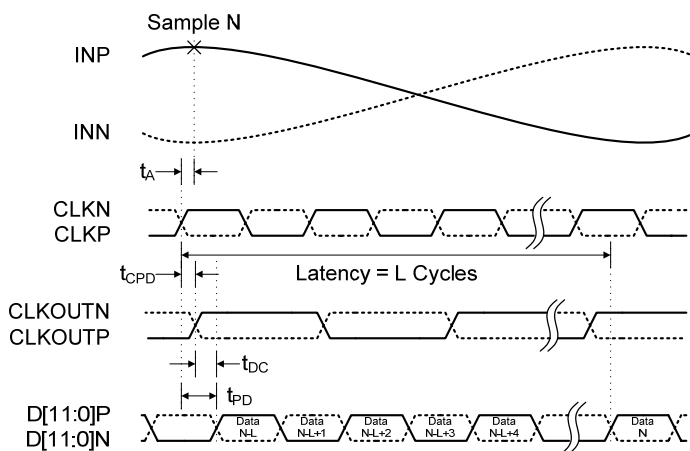 Sample N
INP
INN
tA
CLKN
CLKP
tCPD
Latency = L Cycles
CLKOUTN
CLKOUTP
tDC
tPD
D[11:0]P
D[11:0]N
Data
N-L
Data
N-L+1
Data
N-L+2
Data
N-L+3
Data
N-L+4
Data
N